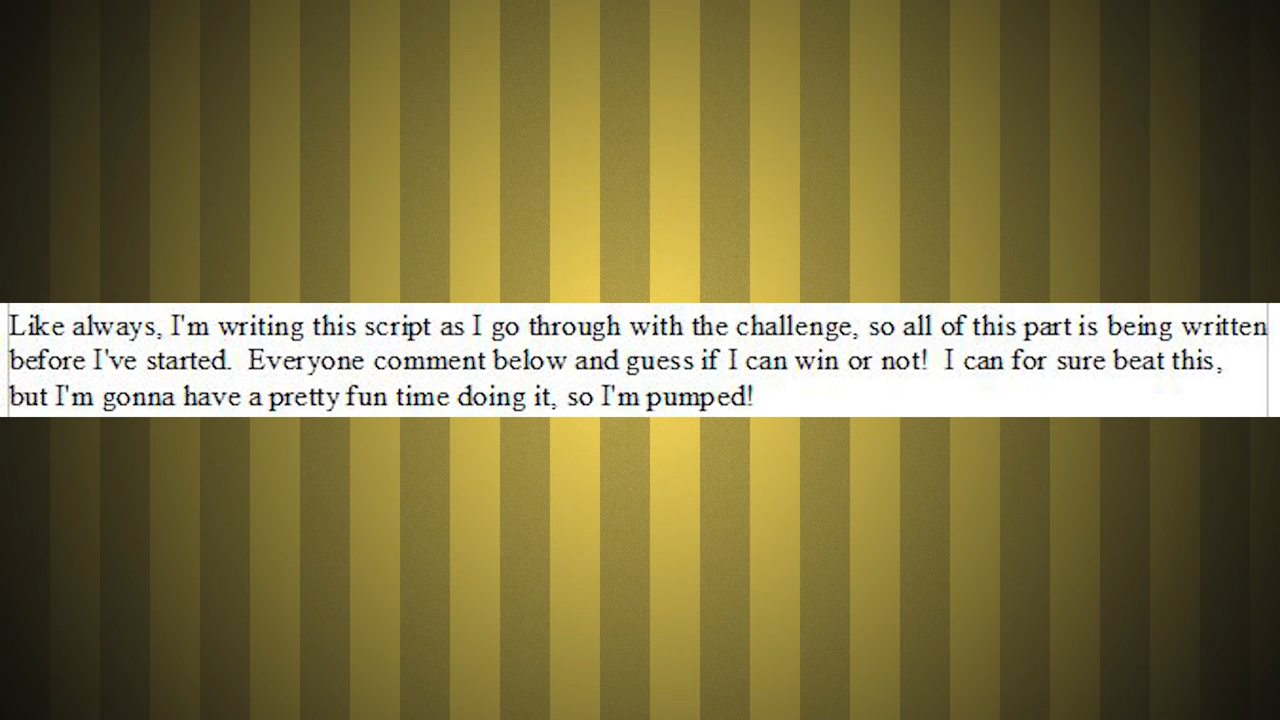 Like always, I'm writing this script as I go through with the challenge, so all of this part is being written
before I've started.  Everyone comment below and guess if I can win or not!  I can for sure beat this,
but I'm gonna have a pretty fun time doing it, so I'm pumped!